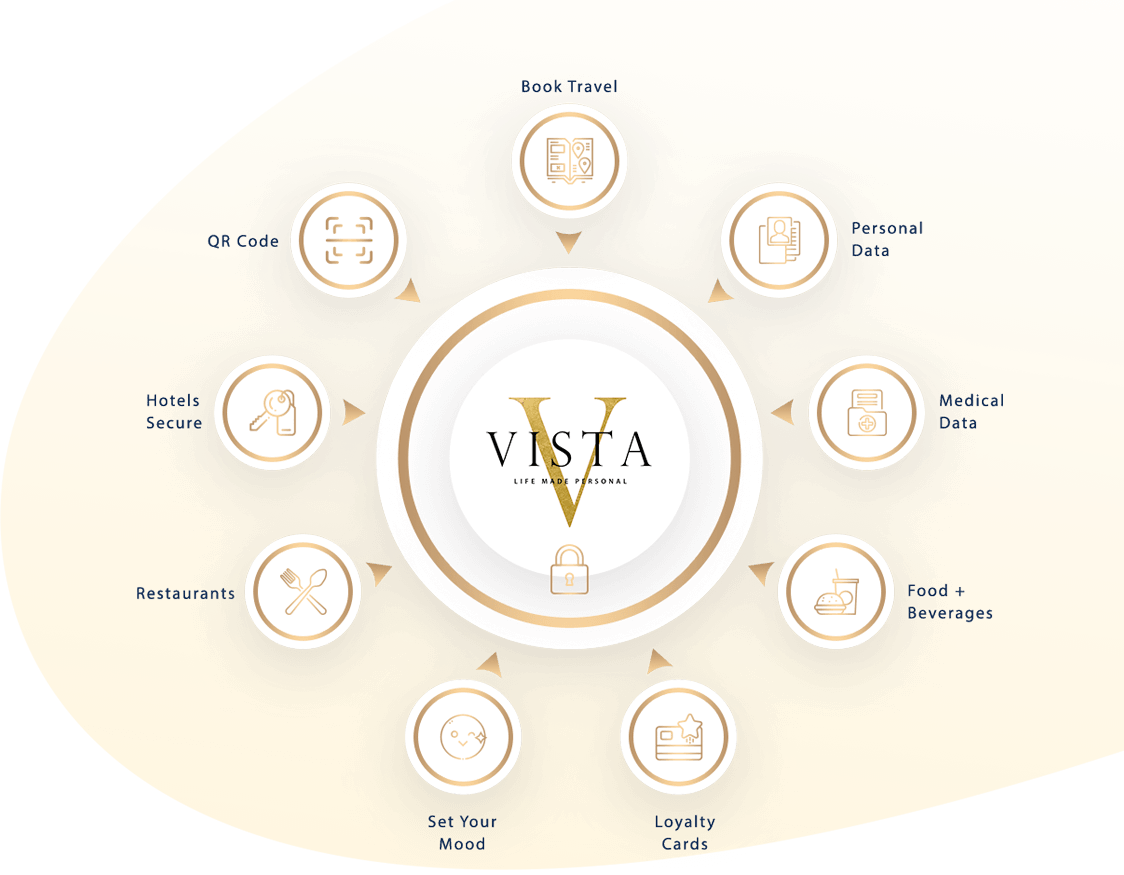 Book Travel
QR Code
Personal
Data
Hotels
Secure
Medical
Data
VISTA
LIFE MADE PERSONAL
Restaurants
Food +
Beverages
Set Your
Mood
Loyalty
Cards